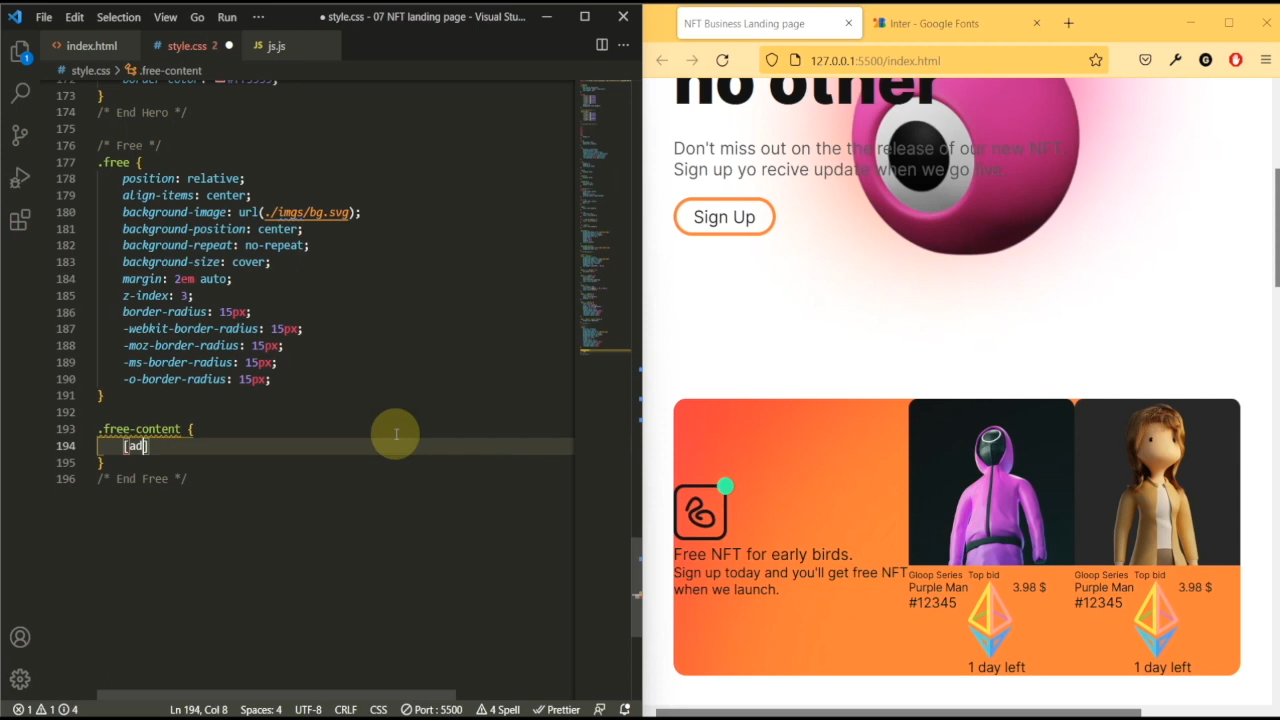 File Edit Selection View Go Run ··· ● style.css - 07 NFT landing page - Visual Stu...
index.html style.css 2 ● js.js
style.css > .free-content
173 }
174 /* End Hero */
175
176 /* Free */
177 .free {
178 position: relative;
179 align-items: center;
180 background-image: url(./imgs/bg.svg);
181 background-position: center;
182 background-repeat: no-repeat;
183 background-size: cover;
184 margin: 2em auto;
185 z-index: 3;
186 border-radius: 15px;
187 -webkit-border-radius: 15px;
188 -moz-border-radius: 15px;
189 -ms-border-radius: 15px;
190 -o-border-radius: 15px;
191 }
192
193 .free-content {
194 [ad]
195 }
196 /* End Free */
1
1 1 4 Ln 194, Col 8 Spaces: 4 UTF-8 CRLF CSS Port : 5500 4 Spell Prettier
NFT Business Landing page
Inter - Google Fonts
127.0.0.1:5500/index.html
no other
Don't miss out on the the release of our new NFT.
Sign up yo recive update when we go live.
Sign Up
Free NFT for early birds.
Sign up today and you'll get free NFT
when we launch.
Gloop Series Top bid
Purple Man 3.98 $
#12345
1 day left
Gloop Series Top bid
Purple Man 3.98 $
#12345
1 day left